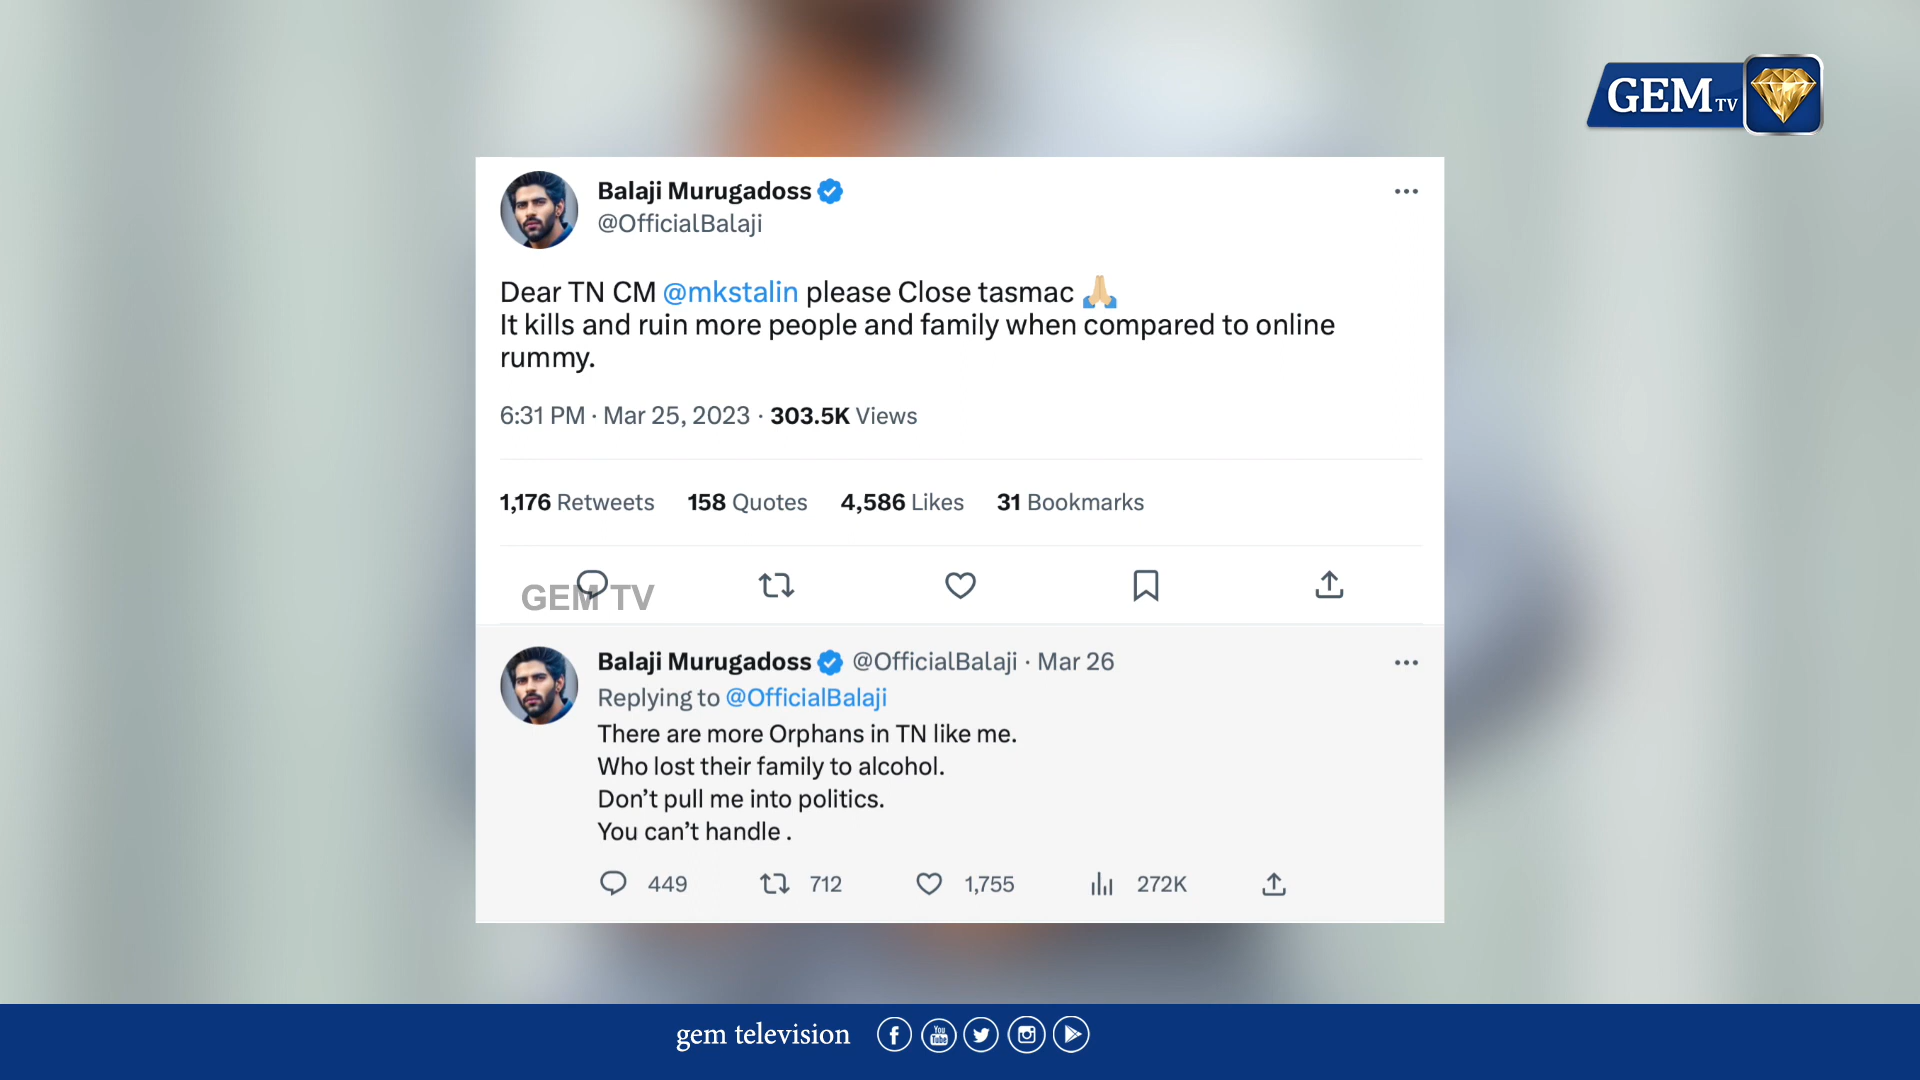 GEM TV
Balaji Murugadoss
@OfficialBalaji
Dear TN CM @mkstalin please Close tasmac 🙏🏼
It kills and ruin more people and family when compared to online
rummy.
6:31 PM · Mar 25, 2023 · 303.5K Views
1,176 Retweets 158 Quotes 4,586 Likes 31 Bookmarks
GEM TV
Balaji Murugadoss @OfficialBalaji · Mar 26
Replying to @OfficialBalaji
There are more Orphans in TN like me.
Who lost their family to alcohol.
Don’t pull me into politics.
You can’t handle .
449 712 1,755 272K
gem television
You Tube